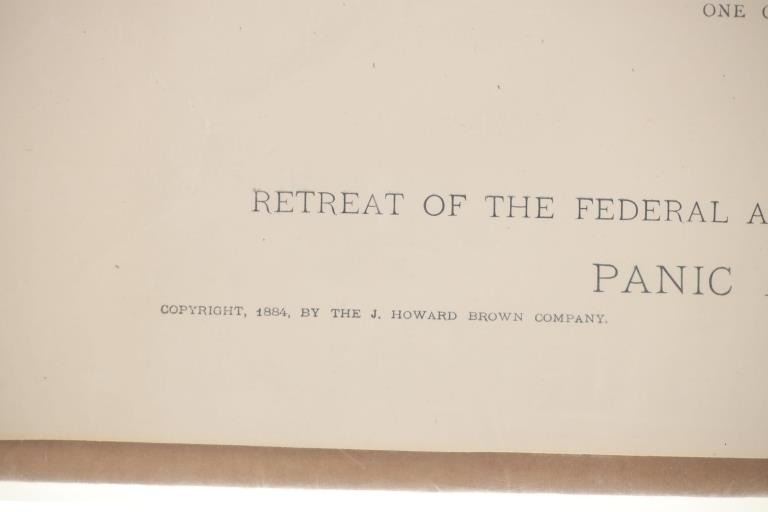 ONE
RETREAT OF THE FEDERAL A
PANIC
COPYRIGHT, 1884, BY THE J. HOWARD BROWN COMPANY.